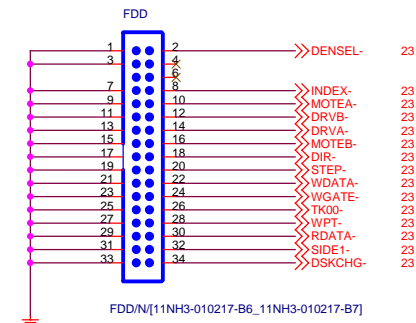 FDD
1 2 DENSEL- 23
3 4
6
7 8 INDEX- 23
9 10 MOTEA- 23
11 12 DRVB- 23
13 14 DRVA- 23
15 16 MOTEB- 23
17 18 DIR- 23
19 20 STEP- 23
21 22 WDATA- 23
23 24 WGATE- 23
25 26 TK00- 23
27 28 WPT- 23
29 30 RDATA- 23
31 32 SIDE1- 23
33 34 DSKCHG- 23
FDD/N/[11NH3-010217-B6_11NH3-010217-B7]